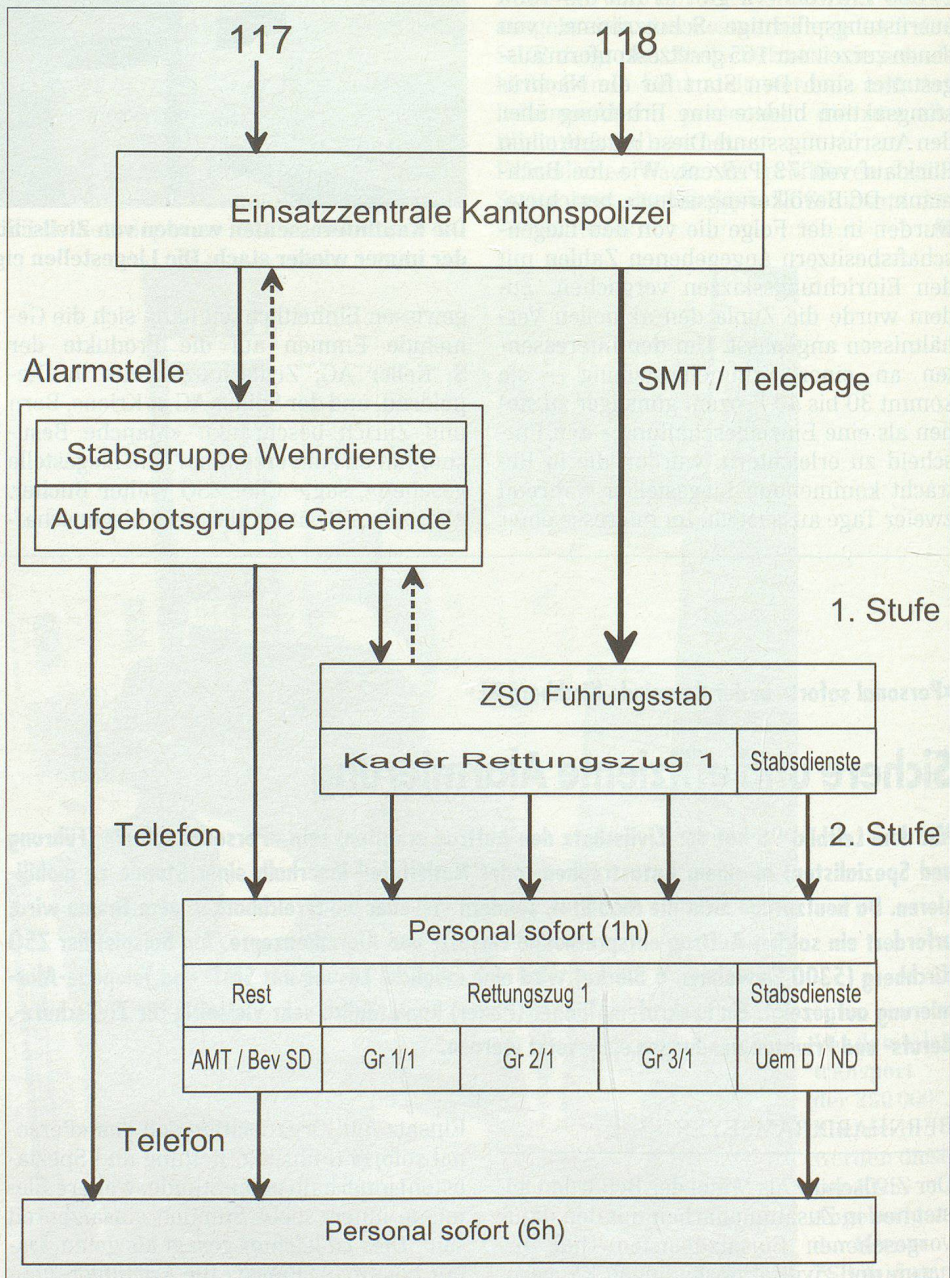 117
118
Einsatzzentrale Kantonspolizei
Alarmstelle
SMT / Telepage
Stabsgruppe Wehrdienste
Aufgebotsgruppe Gemeinde
1. Stufe
ZSO Führungsstab
Kader Rettungszug 1
Stabsdienste
Telefon
2. Stufe
Personal sofort (1h)
Rest
Rettungszug 1
Stabsdienste
AMT / Bev SD
Gr 1/1
Gr 2/1
Gr 3/1
Uem D / ND
Telefon
Personal sofort (6h)